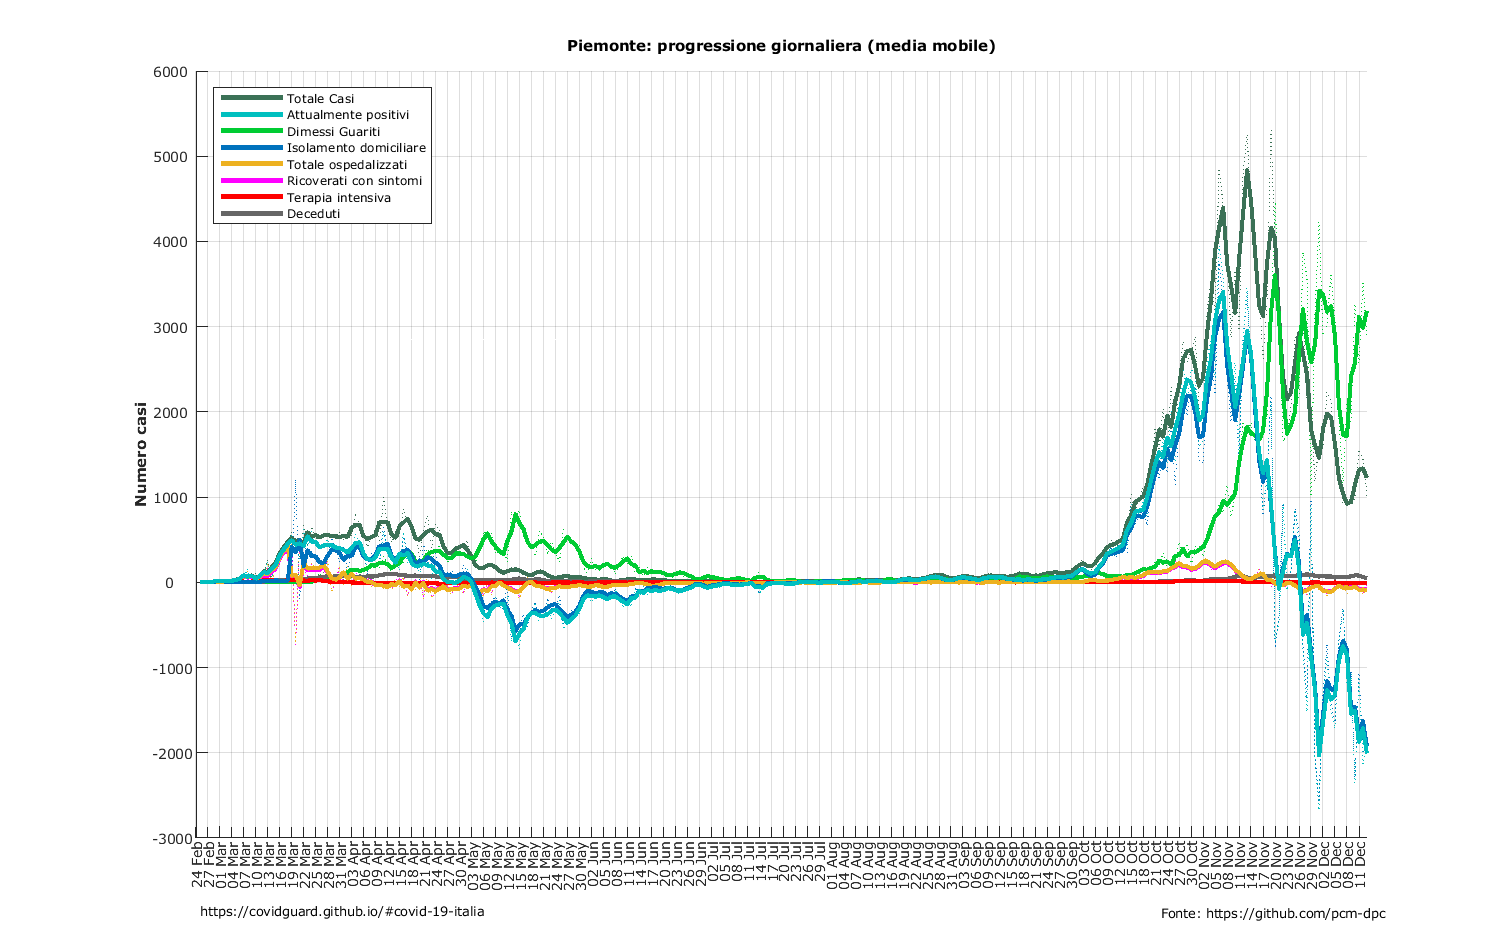 Piemonte: progressione giornaliera (media mobile)
6000
5000
4000
3000
2000
1000
0
-1000
-2000
-3000
Numero casi
Totale Casi
Attualmente positivi
Dimessi Guariti
Isolamento domiciliare
Totale ospedalizzati
Ricoverati con sintomi
Terapia intensiva
Deceduti
24 Feb
27 Feb
01 Mar
04 Mar
07 Mar
10 Mar
13 Mar
16 Mar
19 Mar
22 Mar
25 Mar
28 Mar
31 Mar
03 Apr
06 Apr
09 Apr
12 Apr
15 Apr
18 Apr
21 Apr
24 Apr
27 Apr
30 Apr
03 May
06 May
09 May
12 May
15 May
18 May
21 May
24 May
27 May
30 May
02 Jun
05 Jun
08 Jun
11 Jun
14 Jun
17 Jun
20 Jun
23 Jun
26 Jun
29 Jun
02 Jul
05 Jul
08 Jul
11 Jul
14 Jul
17 Jul
20 Jul
23 Jul
26 Jul
29 Jul
01 Aug
04 Aug
07 Aug
10 Aug
13 Aug
16 Aug
19 Aug
22 Aug
25 Aug
28 Aug
31 Aug
03 Sep
06 Sep
09 Sep
12 Sep
15 Sep
18 Sep
21 Sep
24 Sep
27 Sep
30 Sep
03 Oct
06 Oct
09 Oct
12 Oct
15 Oct
18 Oct
21 Oct
24 Oct
27 Oct
30 Oct
02 Nov
05 Nov
08 Nov
11 Nov
14 Nov
17 Nov
20 Nov
23 Nov
26 Nov
29 Nov
02 Dec
05 Dec
08 Dec
11 Dec
https://covidguard.github.io/#covid-19-italia
Fonte: https://github.com/pcm-dpc